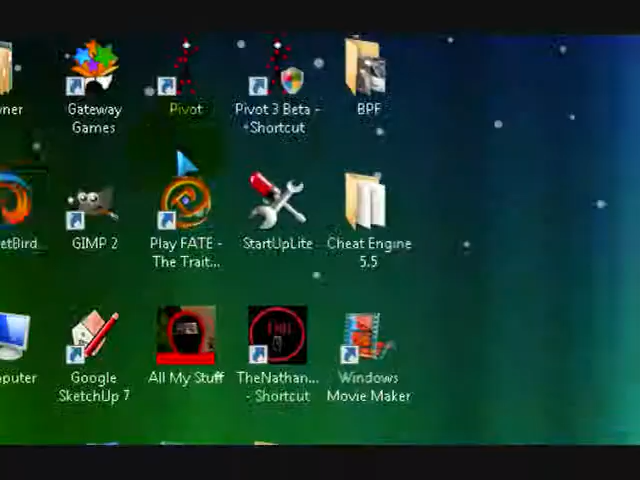 wner
Gateway
Games
Pivot
Pivot 3 Beta -
Shortcut
BPF
etBird
GIMP 2
Play FATE -
The Trait...
StartUpLite
Cheat Engine
5.5
puter
Google
SketchUp 7
All My Stuff
TheNathan...
- Shortcut
Windows
Movie Maker